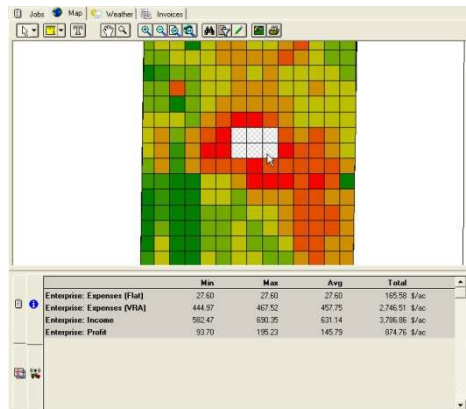 Jobs Map Weather Invoices
Min Max Avg Total
Enterprise: Expenses (Flat) 27.60 27.60 27.60 165.58 $/ac
Enterprise: Expenses (VRA) 444.97 467.52 457.75 2,746.51 $/ac
Enterprise: Income 582.47 690.35 631.14 3,786.86 $/ac
Enterprise: Profit 93.70 195.23 145.79 874.76 $/ac